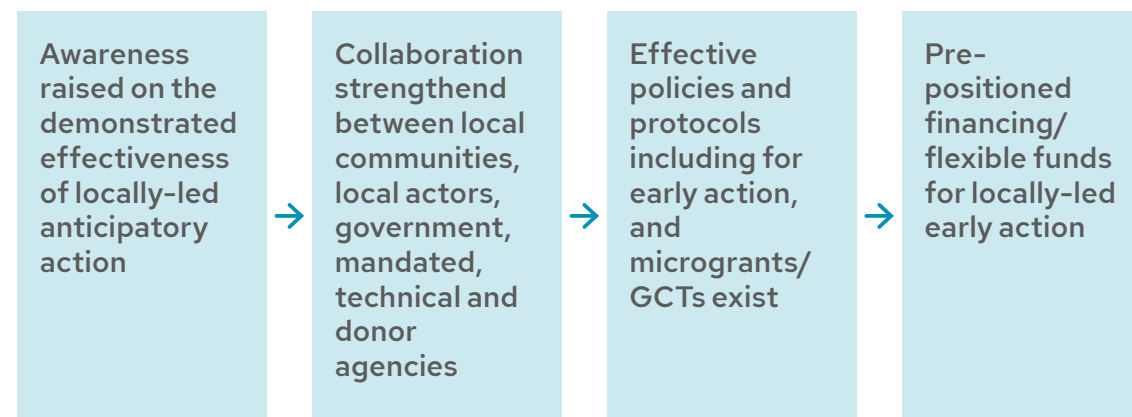 Awareness
raised on the
demonstrated
effectiveness
of locally-led
anticipatory
action
Collaboration
strengthend
between local
communities,
local actors,
government,
mandated,
technical and
donor
agencies
Effective
policies and
protocols
including for
early action,
and
microgrants/
GCTs exist
Pre-
positioned
financing/
flexible funds
for locally-led
early action